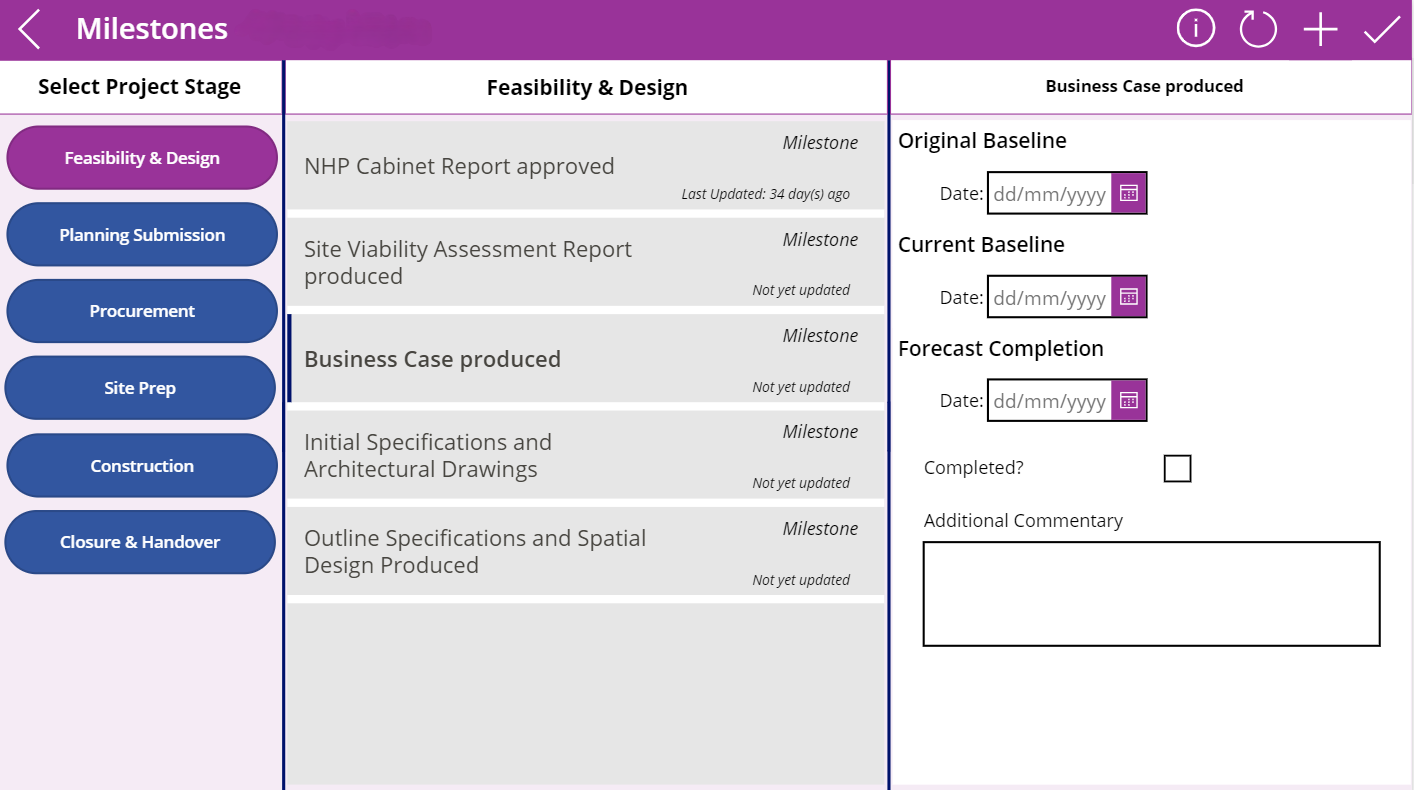 Milestones
Select Project Stage
Feasibility & Design
Planning Submission
Procurement
Site Prep
Construction
Closure & Handover
Feasibility & Design
Milestone
NHP Cabinet Report approved
Last Updated: 34 day(s) ago
Milestone
Site Viability Assessment Report
produced
Not yet updated
Milestone
Business Case produced
Not yet updated
Milestone
Initial Specifications and
Architectural Drawings
Not yet updated
Milestone
Outline Specifications and Spatial
Design Produced
Not yet updated
Business Case produced
Original Baseline
Date: dd/mm/yyyy
Current Baseline
Date: dd/mm/yyyy
Forecast Completion
Date: dd/mm/yyyy
Completed?
Additional Commentary